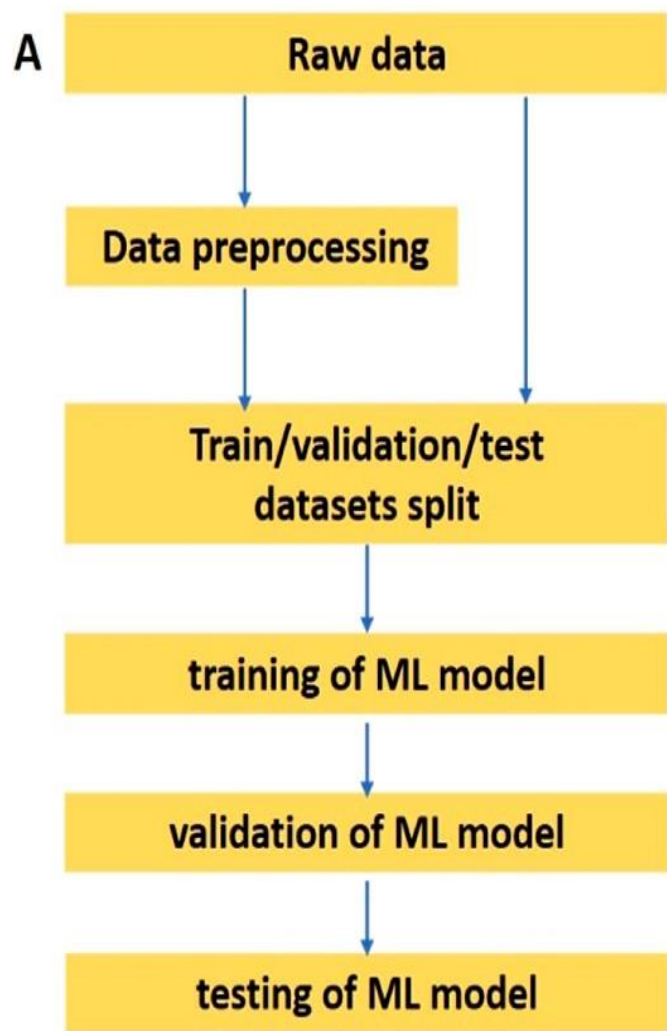 A
Raw data
Data preprocessing
Train/validation/test
datasets split
training of ML model
validation of ML model
testing of ML model